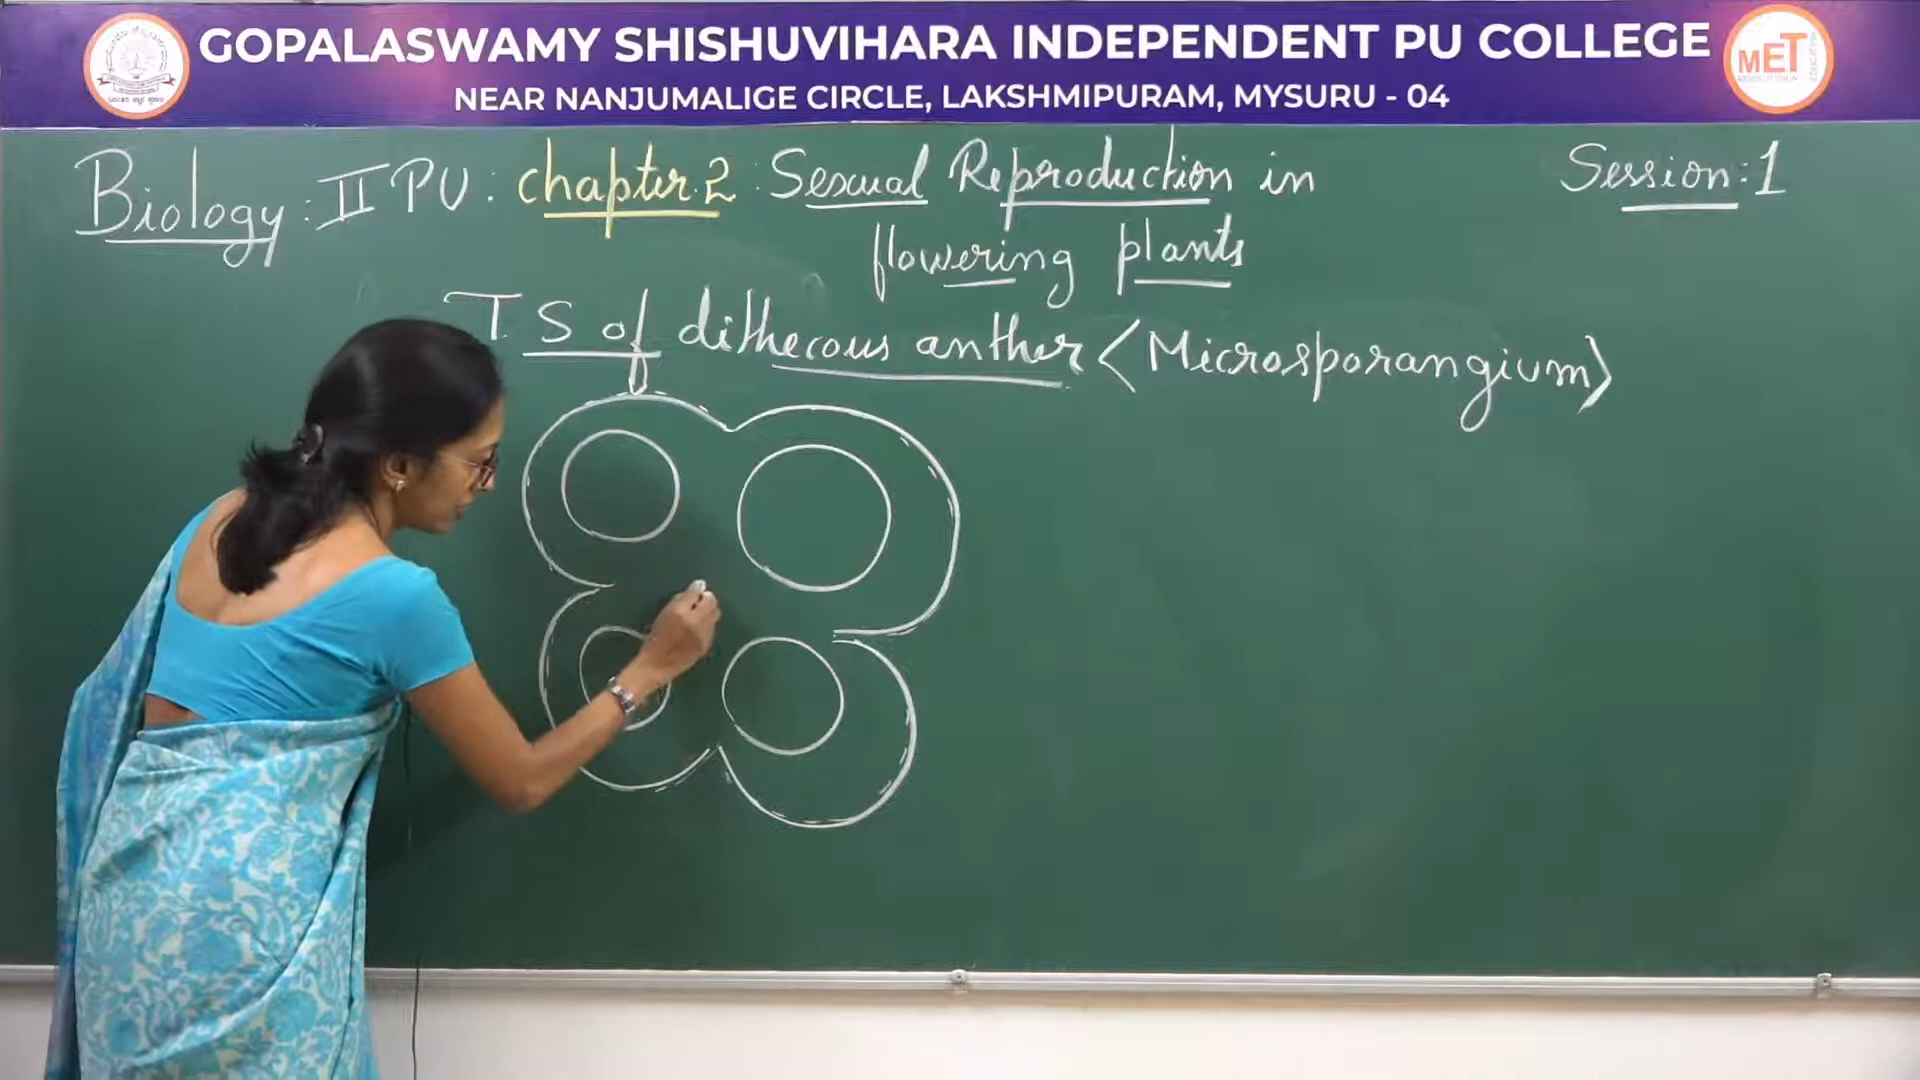 GOPALASWAMY SHISHUVIHARA INDEPENDENT PU COLLEGE
NEAR NANJUMALIGE CIRCLE, LAKSHMIPURAM, MYSURU - 04
MET
Biology: II PU: chapter.2: Sexual Reproduction in
flowering plants
Session:1
T S of dithecous anther <Microsporangium>